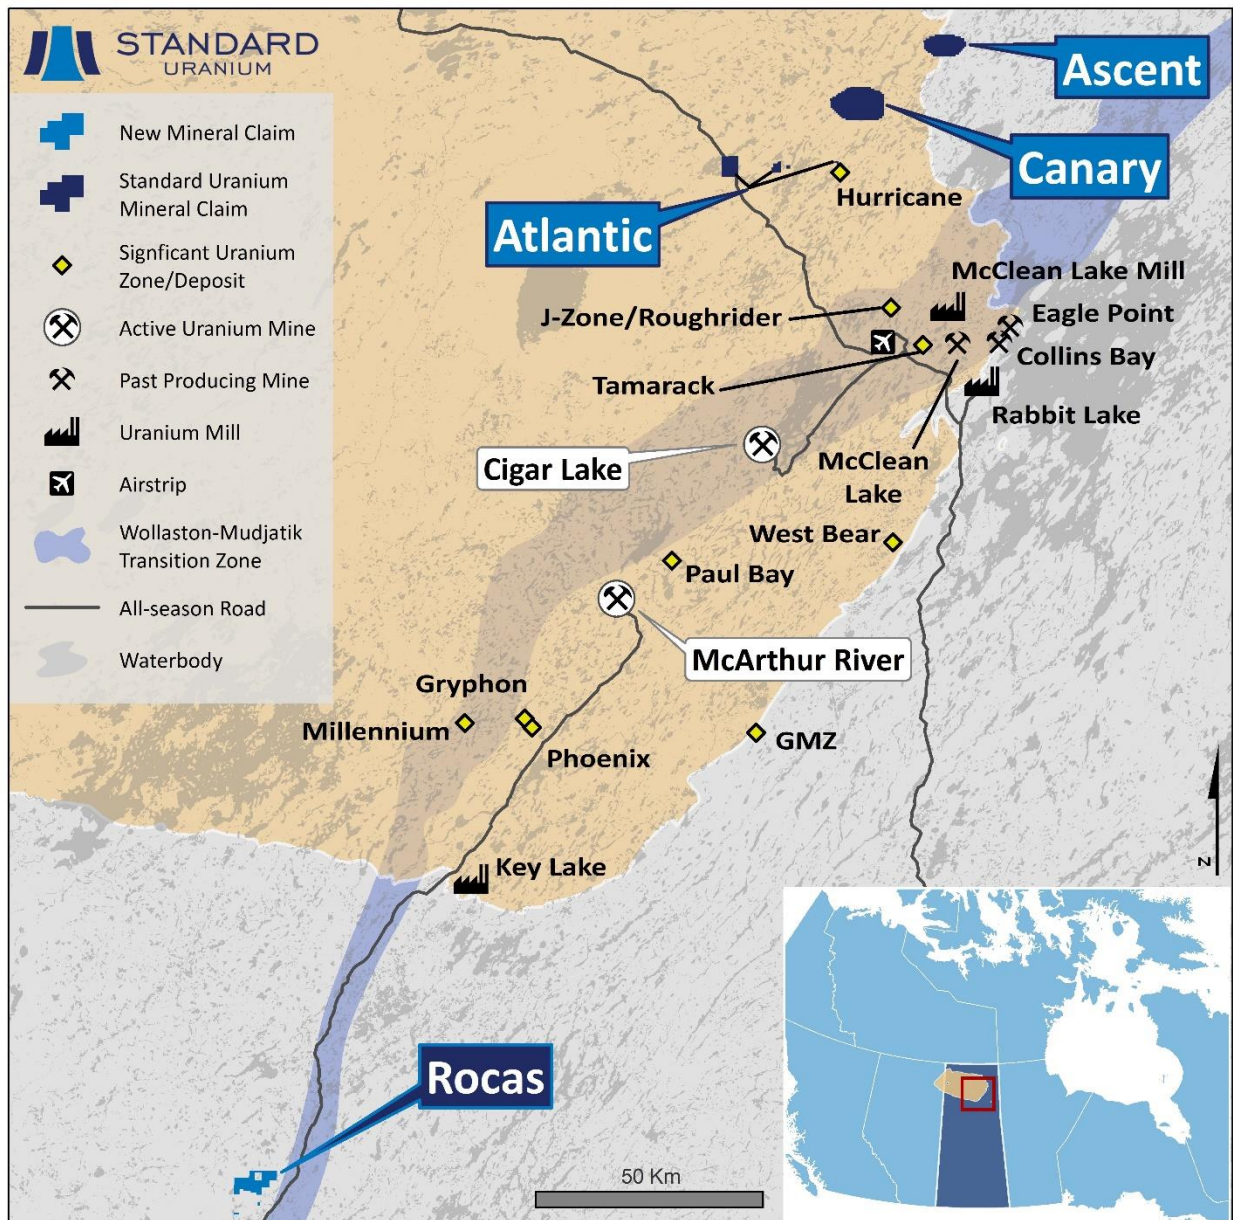 STANDARD
URANIUM
New Mineral Claim
Standard Uranium
Mineral Claim
Signficant Uranium
Zone/Deposit
Active Uranium Mine
Past Producing Mine
Uranium Mill
Airstrip
Wollaston-Mudjatik
Transition Zone
All-season Road
Waterbody
Ascent
Canary
Hurricane
Atlantic
McClean Lake Mill
J-Zone/Roughrider
Eagle Point
Collins Bay
Tamarack
Rabbit Lake
Cigar Lake
McClean
Lake
West Bear
Paul Bay
McArthur River
Gryphon
Millennium
Phoenix
GMZ
Key Lake
N
Rocas
50 Km